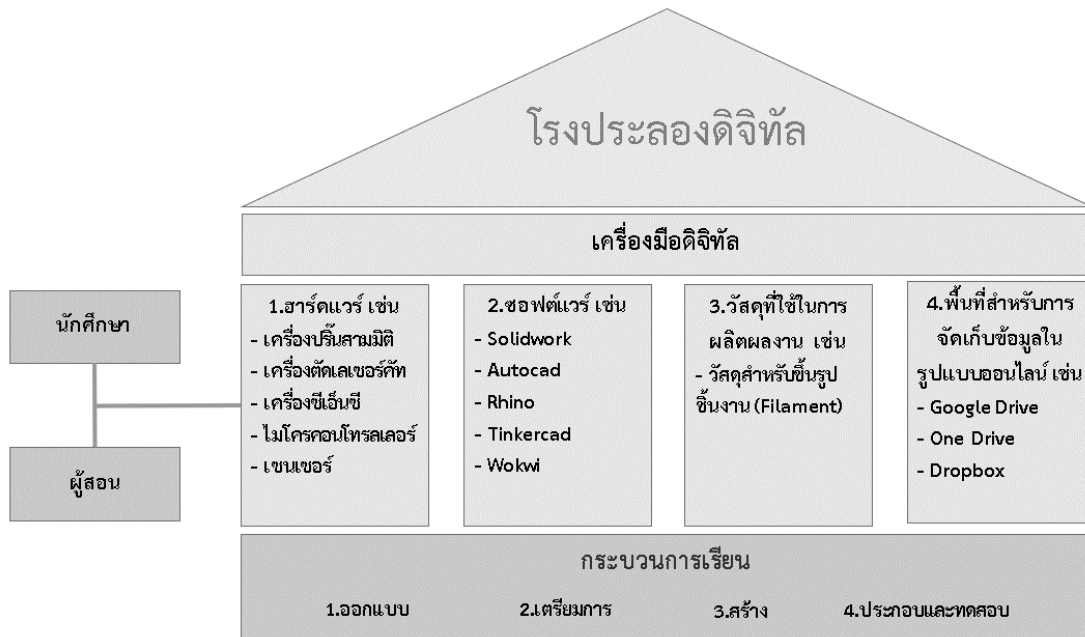 โรงประลองดิจิทัล
เครื่องมือดิจิทัล
นักศึกษา
ผู้สอน
1.ฮาร์ดแวร์ เช่น
- เครื่องปริ้นสามมิติ
- เครื่องตัดเลเซอร์คัท
- เครื่องซีเอ็นซี
- ไมโครคอนโทรลเลอร์
- เซนเซอร์
2.ซอฟต์แวร์ เช่น
- Solidwork
- Autocad
- Rhino
- Tinkercad
- Wokwi
3.วัสดุที่ใช้ในการ
ผลิตผลงาน เช่น
- วัสดุสำหรับขึ้นรูป
ชิ้นงาน (Filament)
4.พื้นที่สำหรับการ
จัดเก็บข้อมูลใน
รูปแบบออนไลน์ เช่น
- Google Drive
- One Drive
- Dropbox
กระบวนการเรียน
1.ออกแบบ 2.เตรียมการ 3.สร้าง 4.ประกอบและทดสอบ